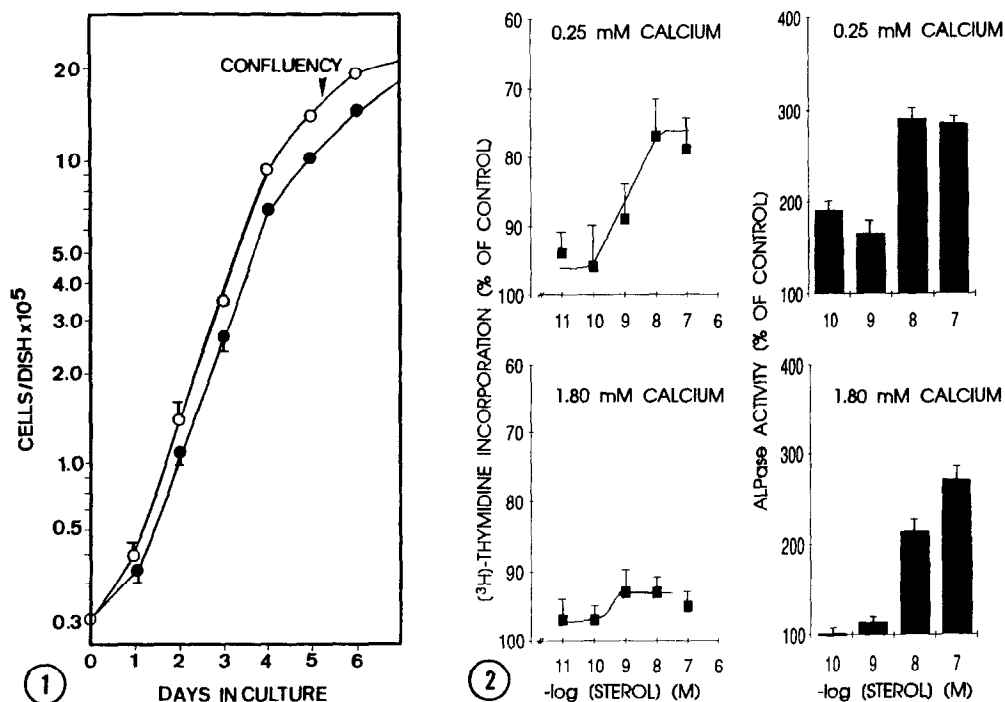 CONFLUENCY
20
10
5.0
4.0
3.0
2.0
1.0
0.5
0.3
CELLS/DISH x10⁵
0 1 2 3 4 5 6
DAYS IN CULTURE
1
0.25 mM CALCIUM
60
70
80
90
100
11 10 9 8 7 6
1.80 mM CALCIUM
60
70
80
90
100
11 10 9 8 7 6
-log (STEROL) (M)
(³H)-THYMIDINE INCORPORATION (% OF CONTROL)
2
0.25 mM CALCIUM
400
300
200
100
10 9 8 7
1.80 mM CALCIUM
400
300
200
100
10 9 8 7
-log (STEROL) (M)
ALPase ACTIVITY (% OF CONTROL)